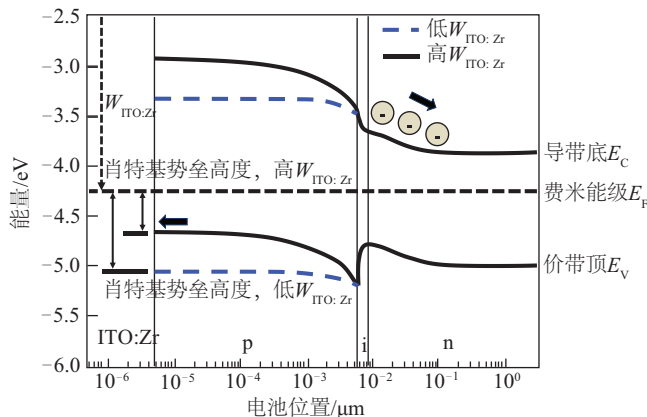 −2.5
−3.0
−3.5
−4.0
−4.5
−5.0
−5.5
−6.0
能量/eV
低W_ITO: Zr
高W_ITO: Zr
W_ITO:Zr
肖特基势垒高度，高W_ITO: Zr
肖特基势垒高度，低W_ITO: Zr
导带底E_C
费米能级E_F
价带顶E_V
ITO:Zr
p
i
n
10⁻⁶
10⁻⁵
10⁻⁴
10⁻³
10⁻²
10⁻¹
10⁰
电池位置/μm